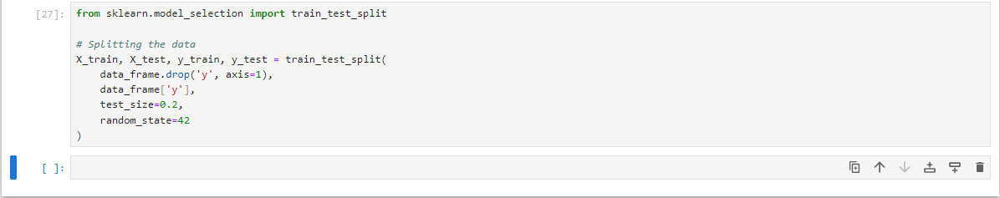 [27]: from sklearn.model_selection import train_test_split
# Splitting the data
X_train, X_test, y_train, y_test = train_test_split(
    data_frame.drop('y', axis=1),
    data_frame['y'],
    test_size=0.2,
    random_state=42
)
[ ]: